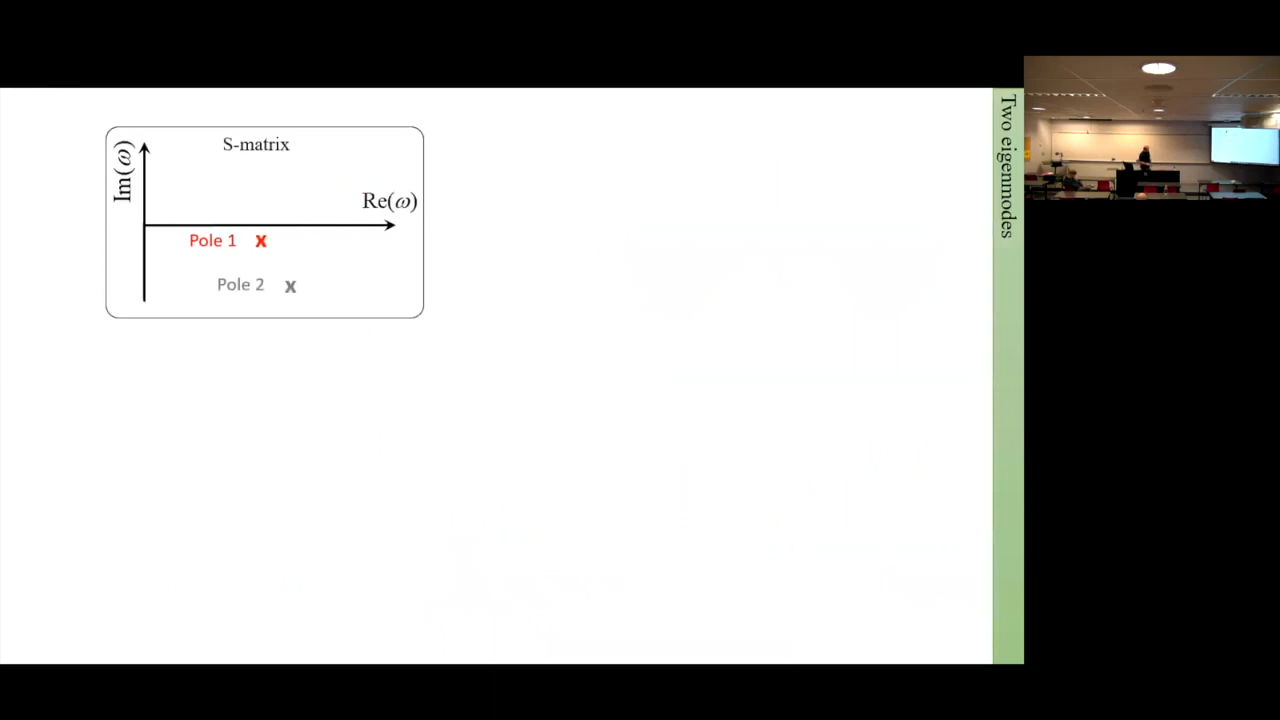 S-matrix
Im(ω)
Re(ω)
Pole 1 x
Pole 2 x
Two eigenmodes